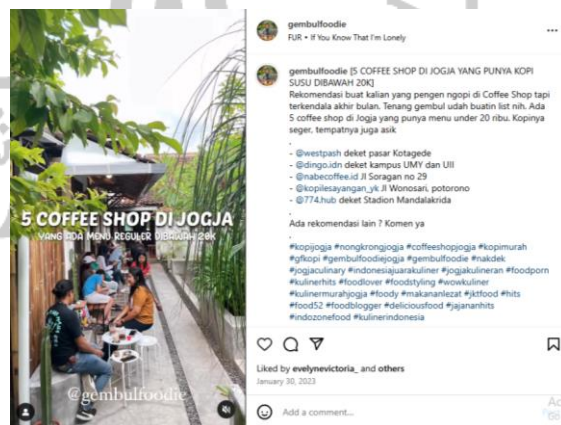 5 COFFEE SHOP DI JOGJA
YANG ADA MENU REGULER DIBAWAH 20K
@gembulfoodie
gembulfoodie
FUR • If You Know That I'm Lonely
gembulfoodie [5 COFFEE SHOP DI JOGJA YANG PUNYA KOPI
SUSU DIBAWAH 20K]
Rekomendasi buat kalian yang pengen ngopi di Coffee Shop tapi
terkendala akhir bulan. Tenang gembul udah buatin list nih. Ada
5 coffee shop di Jogja yang punya menu under 20 ribu. Kopinya
seger, tempatnya juga asik
.
- @westpash deket pasar Kotagede
- @dingo.idn deket kampus UMY dan UII
- @nabecoffee.id Jl Soragan no 29
- @kopilesayangan_yk Jl Wonosari, potorono
- @774.hub deket Stadion Mandalakrida
.
Ada rekomendasi lain ? Komen ya
.
#kopijogja #nongkrongjogja #coffeeshopjogja #kopimurah
#gfkopi #gembulfoodiejogja #gembulfoodie #nakdek
#jogjaculinary #indonesiajuarakuliner #jogjakulineran #foodporn
#kulinerhits #foodlover #foodstyling #wowkuliner
#kulinermurahjogja #foody #makananlezat #jktfood #hits
#food52 #foodblogger #deliciousfood #jajananhits
#indozonefood #kulinerindonesia
Liked by evelynevictoria_ and others
January 30, 2023
Add a comment...